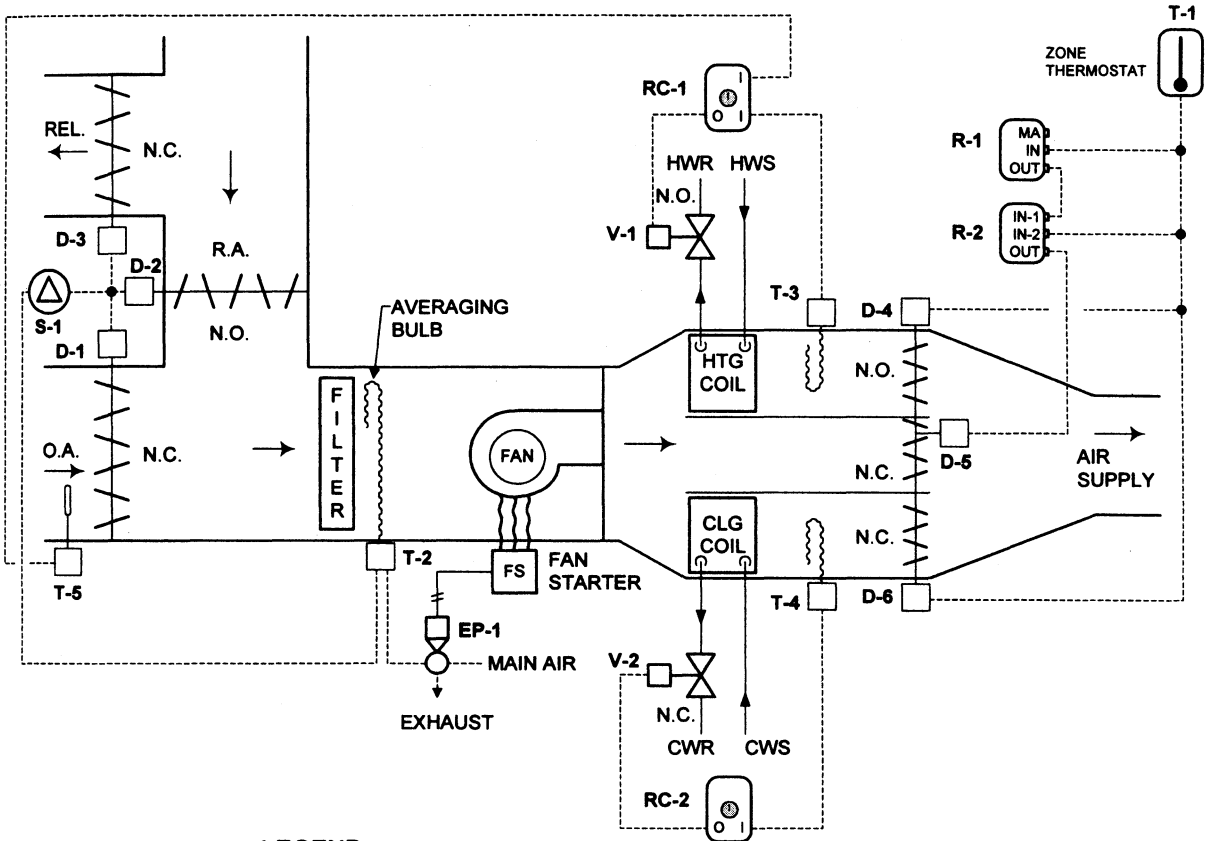 T-1
ZONE
THERMOSTAT
RC-1
I
O I
R-1
MA
IN
OUT
REL.
N.C.
HWR HWS
N.O.
R-2
IN-1
IN-2
OUT
D-3
V-1
R.A.
D-2
S-1
N.O.
D-1
AVERAGING
BULB
T-3
D-4
HTG
COIL
N.O.
FILTER
O.A.
N.C.
FAN
D-5
N.C.
AIR
SUPPLY
CLG
COIL
N.C.
T-5
T-2
FS
FAN
STARTER
T-4
D-6
EP-1
MAIN AIR
V-2
EXHAUST
N.C.
CWR CWS
RC-2
O I